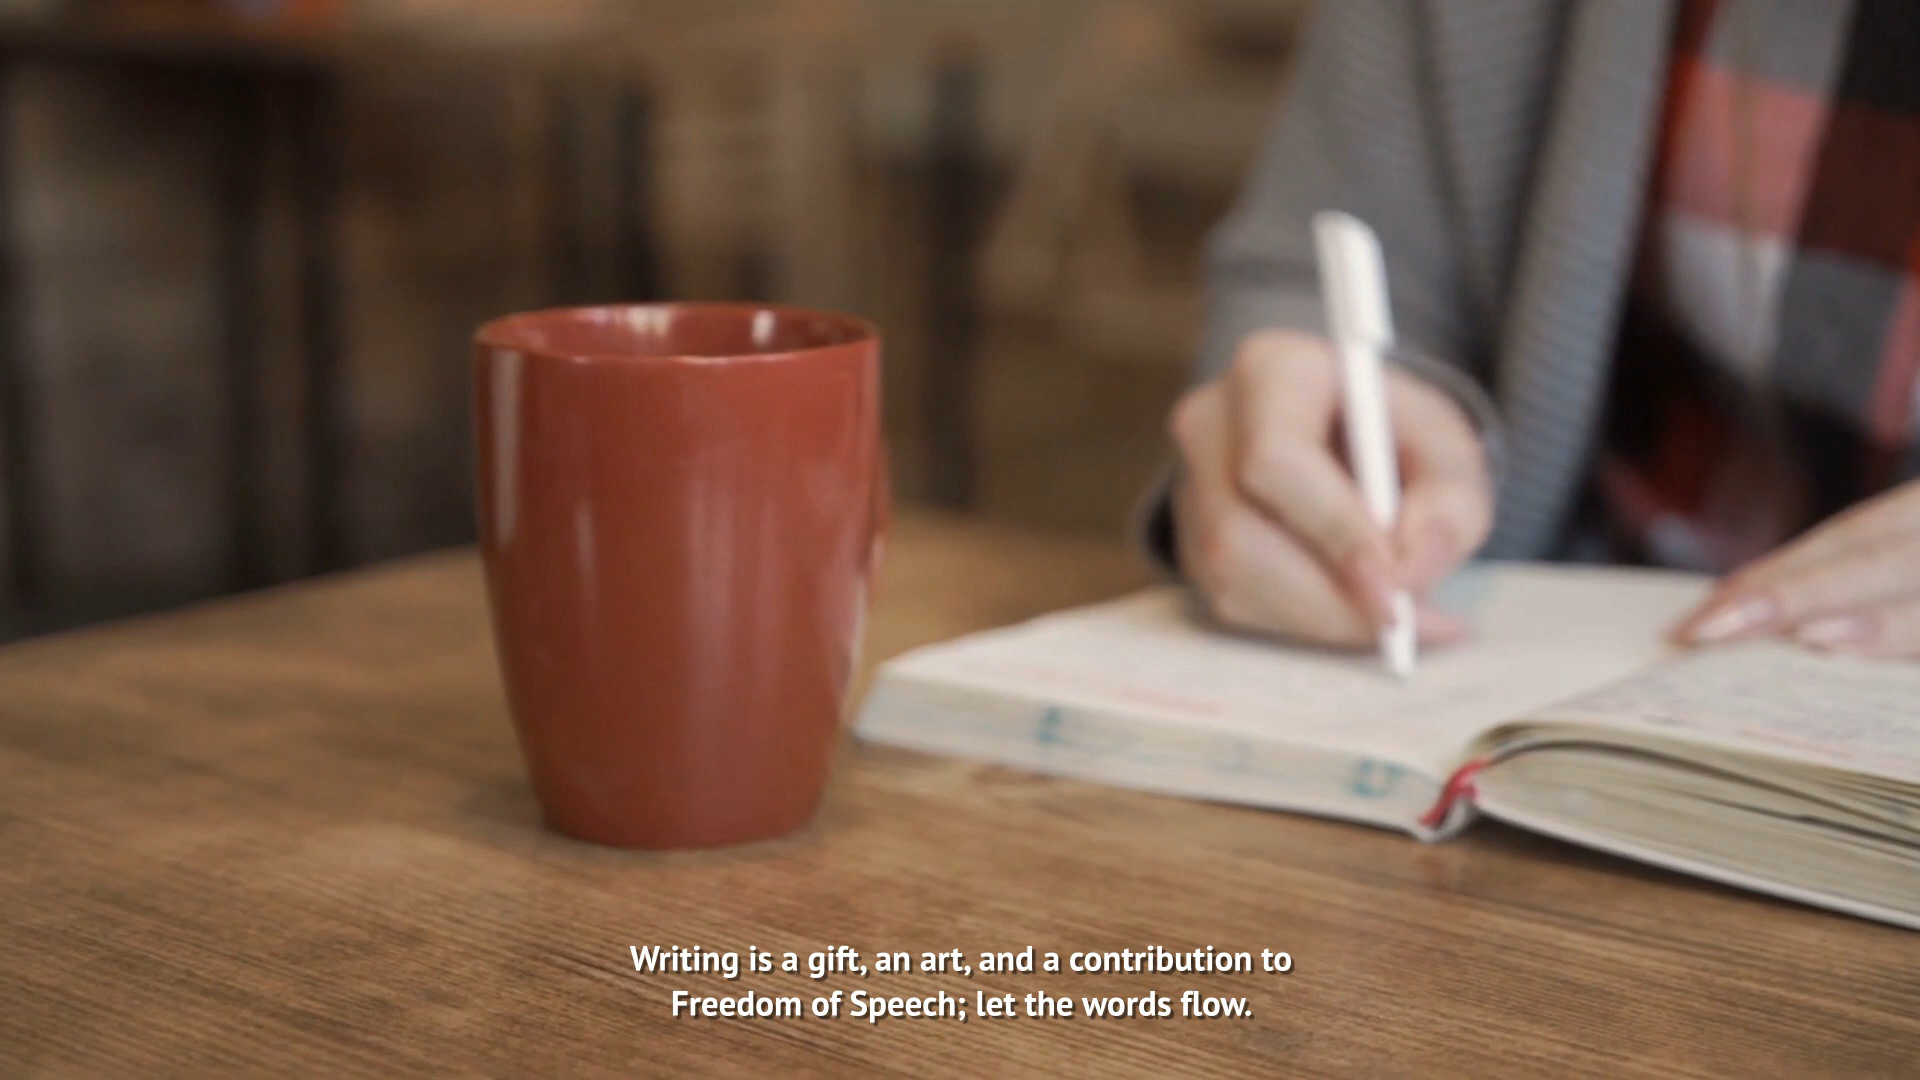 Writing is a gift, an art, and a contribution to
Freedom of Speech; let the words flow.